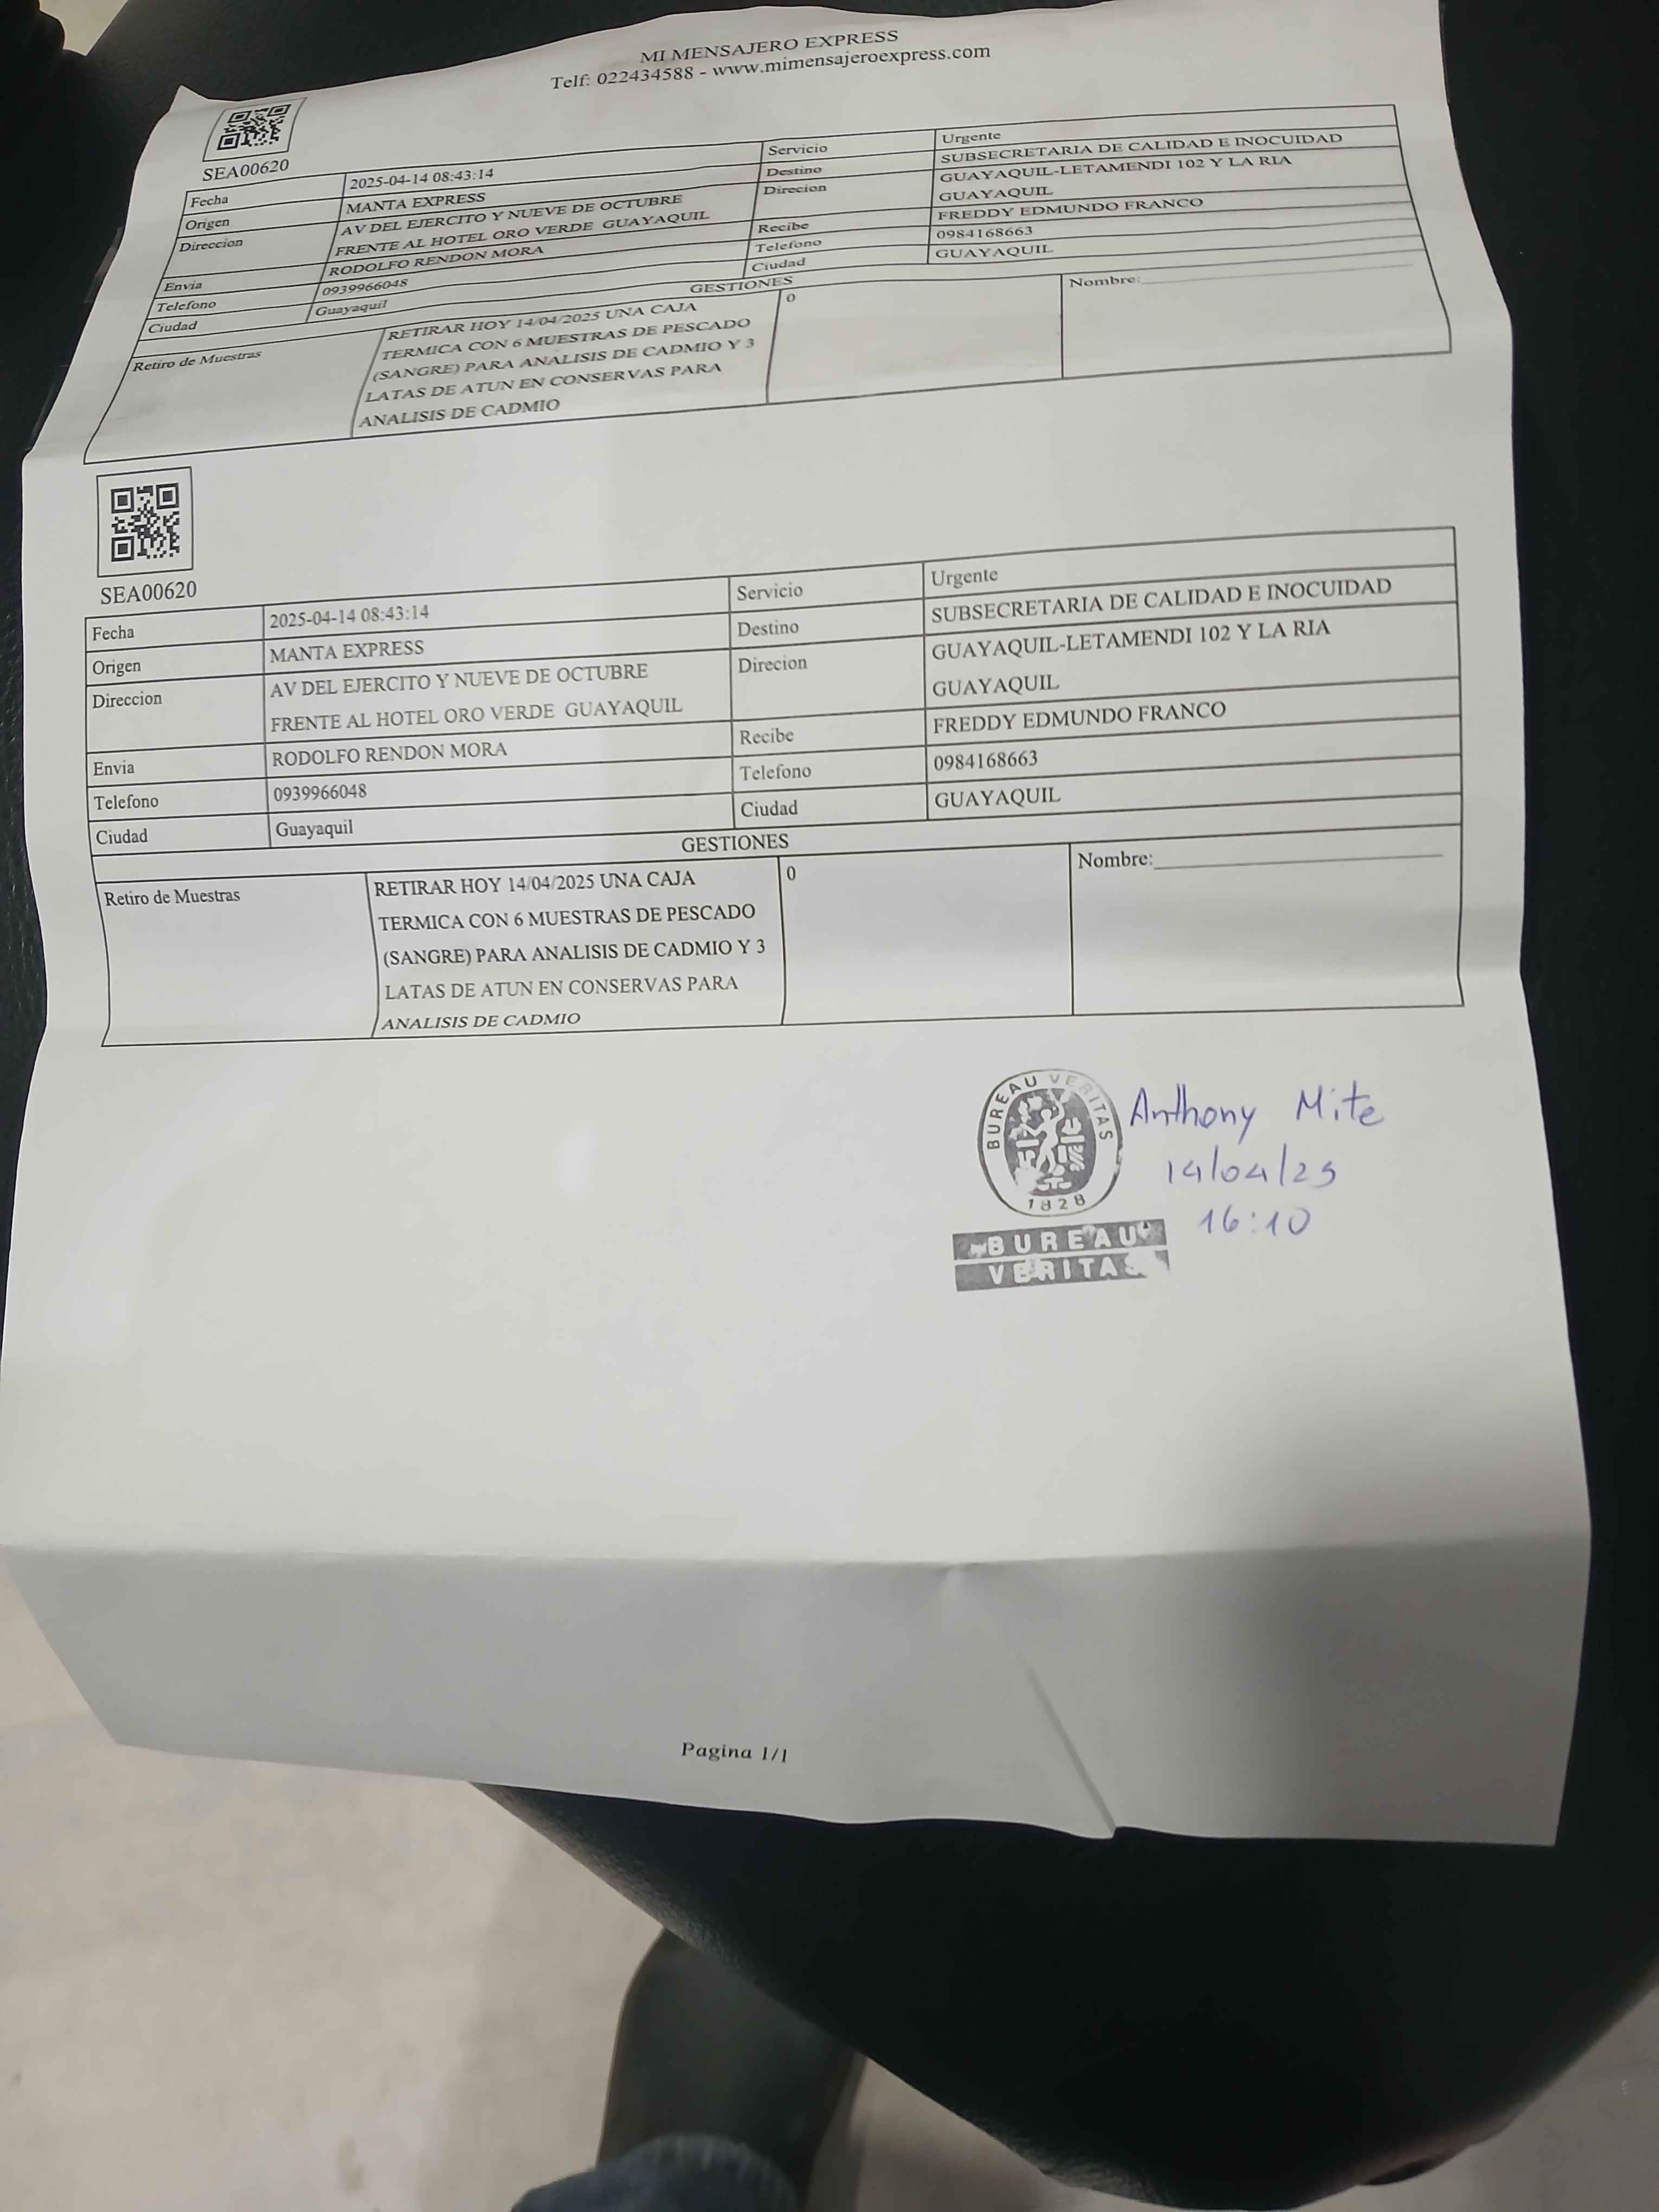 MI MENSAJERO EXPRESS
Telf: 022434588 - www.mimensajeroexpress.com
SEA00620
Fecha 2025-04-14 08:43:14 Servicio Urgente
Origen MANTA EXPRESS Destino SUBSECRETARIA DE CALIDAD E INOCUIDAD
Direccion AV DEL EJERCITO Y NUEVE DE OCTUBRE Direcion GUAYAQUIL-LETAMENDI 102 Y LA RIA
FRENTE AL HOTEL ORO VERDE GUAYAQUIL GUAYAQUIL
Envia RODOLFO RENDON MORA Recibe FREDDY EDMUNDO FRANCO
Telefono 0939966048 Telefono 0984168663
Ciudad Guayaquil Ciudad GUAYAQUIL
GESTIONES
Retiro de Muestras RETIRAR HOY 14/04/2025 UNA CAJA 0 Nombre:
TERMICA CON 6 MUESTRAS DE PESCADO
(SANGRE) PARA ANALISIS DE CADMIO Y 3
LATAS DE ATUN EN CONSERVAS PARA
ANALISIS DE CADMIO
SEA00620
Fecha 2025-04-14 08:43:14 Servicio Urgente
Origen MANTA EXPRESS Destino SUBSECRETARIA DE CALIDAD E INOCUIDAD
Direccion AV DEL EJERCITO Y NUEVE DE OCTUBRE Direcion GUAYAQUIL-LETAMENDI 102 Y LA RIA
FRENTE AL HOTEL ORO VERDE GUAYAQUIL GUAYAQUIL
Envia RODOLFO RENDON MORA Recibe FREDDY EDMUNDO FRANCO
Telefono 0939966048 Telefono 0984168663
Ciudad Guayaquil Ciudad GUAYAQUIL
GESTIONES
Retiro de Muestras RETIRAR HOY 14/04/2025 UNA CAJA 0 Nombre:
TERMICA CON 6 MUESTRAS DE PESCADO
(SANGRE) PARA ANALISIS DE CADMIO Y 3
LATAS DE ATUN EN CONSERVAS PARA
ANALISIS DE CADMIO
BUREAU VERITAS
1828
BUREAU
VERITAS
Anthony Mite
14/04/25
16:10
Pagina 1/1